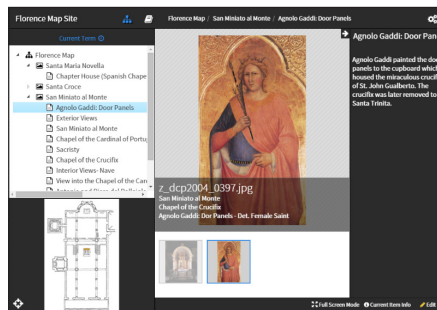 Florence Map Site
Florence Map / San Miniato al Monte / Agnolo Gaddi: Door Panels
Current Term
Florence Map
Santa Maria Novella
Chapter House (Spanish Chape
Santa Croce
San Miniato al Monte
Agnolo Gaddi: Door Panels
Exterior Views
San Miniato al Monte
Chapel of the Cardinal of Portu
Sacristy
Chapel of the Crucifix
Interior Views- Nave
View into the Chapel of the Can
z_dcp2004_0397.jpg
San Miniato al Monte
Chapel of the Crucifix
Agnolo Gaddi: Dor Panels - Det. Female Saint
Agnolo Gaddi: Door Pan
Agnolo Gaddi painted the doo
panels to the cupboard which
housed the miraculous crucif
of St. John Gualberto. The
crucifix was later removed to
Santa Trinita.
Full Screen Mode
Current Item Info
Edit